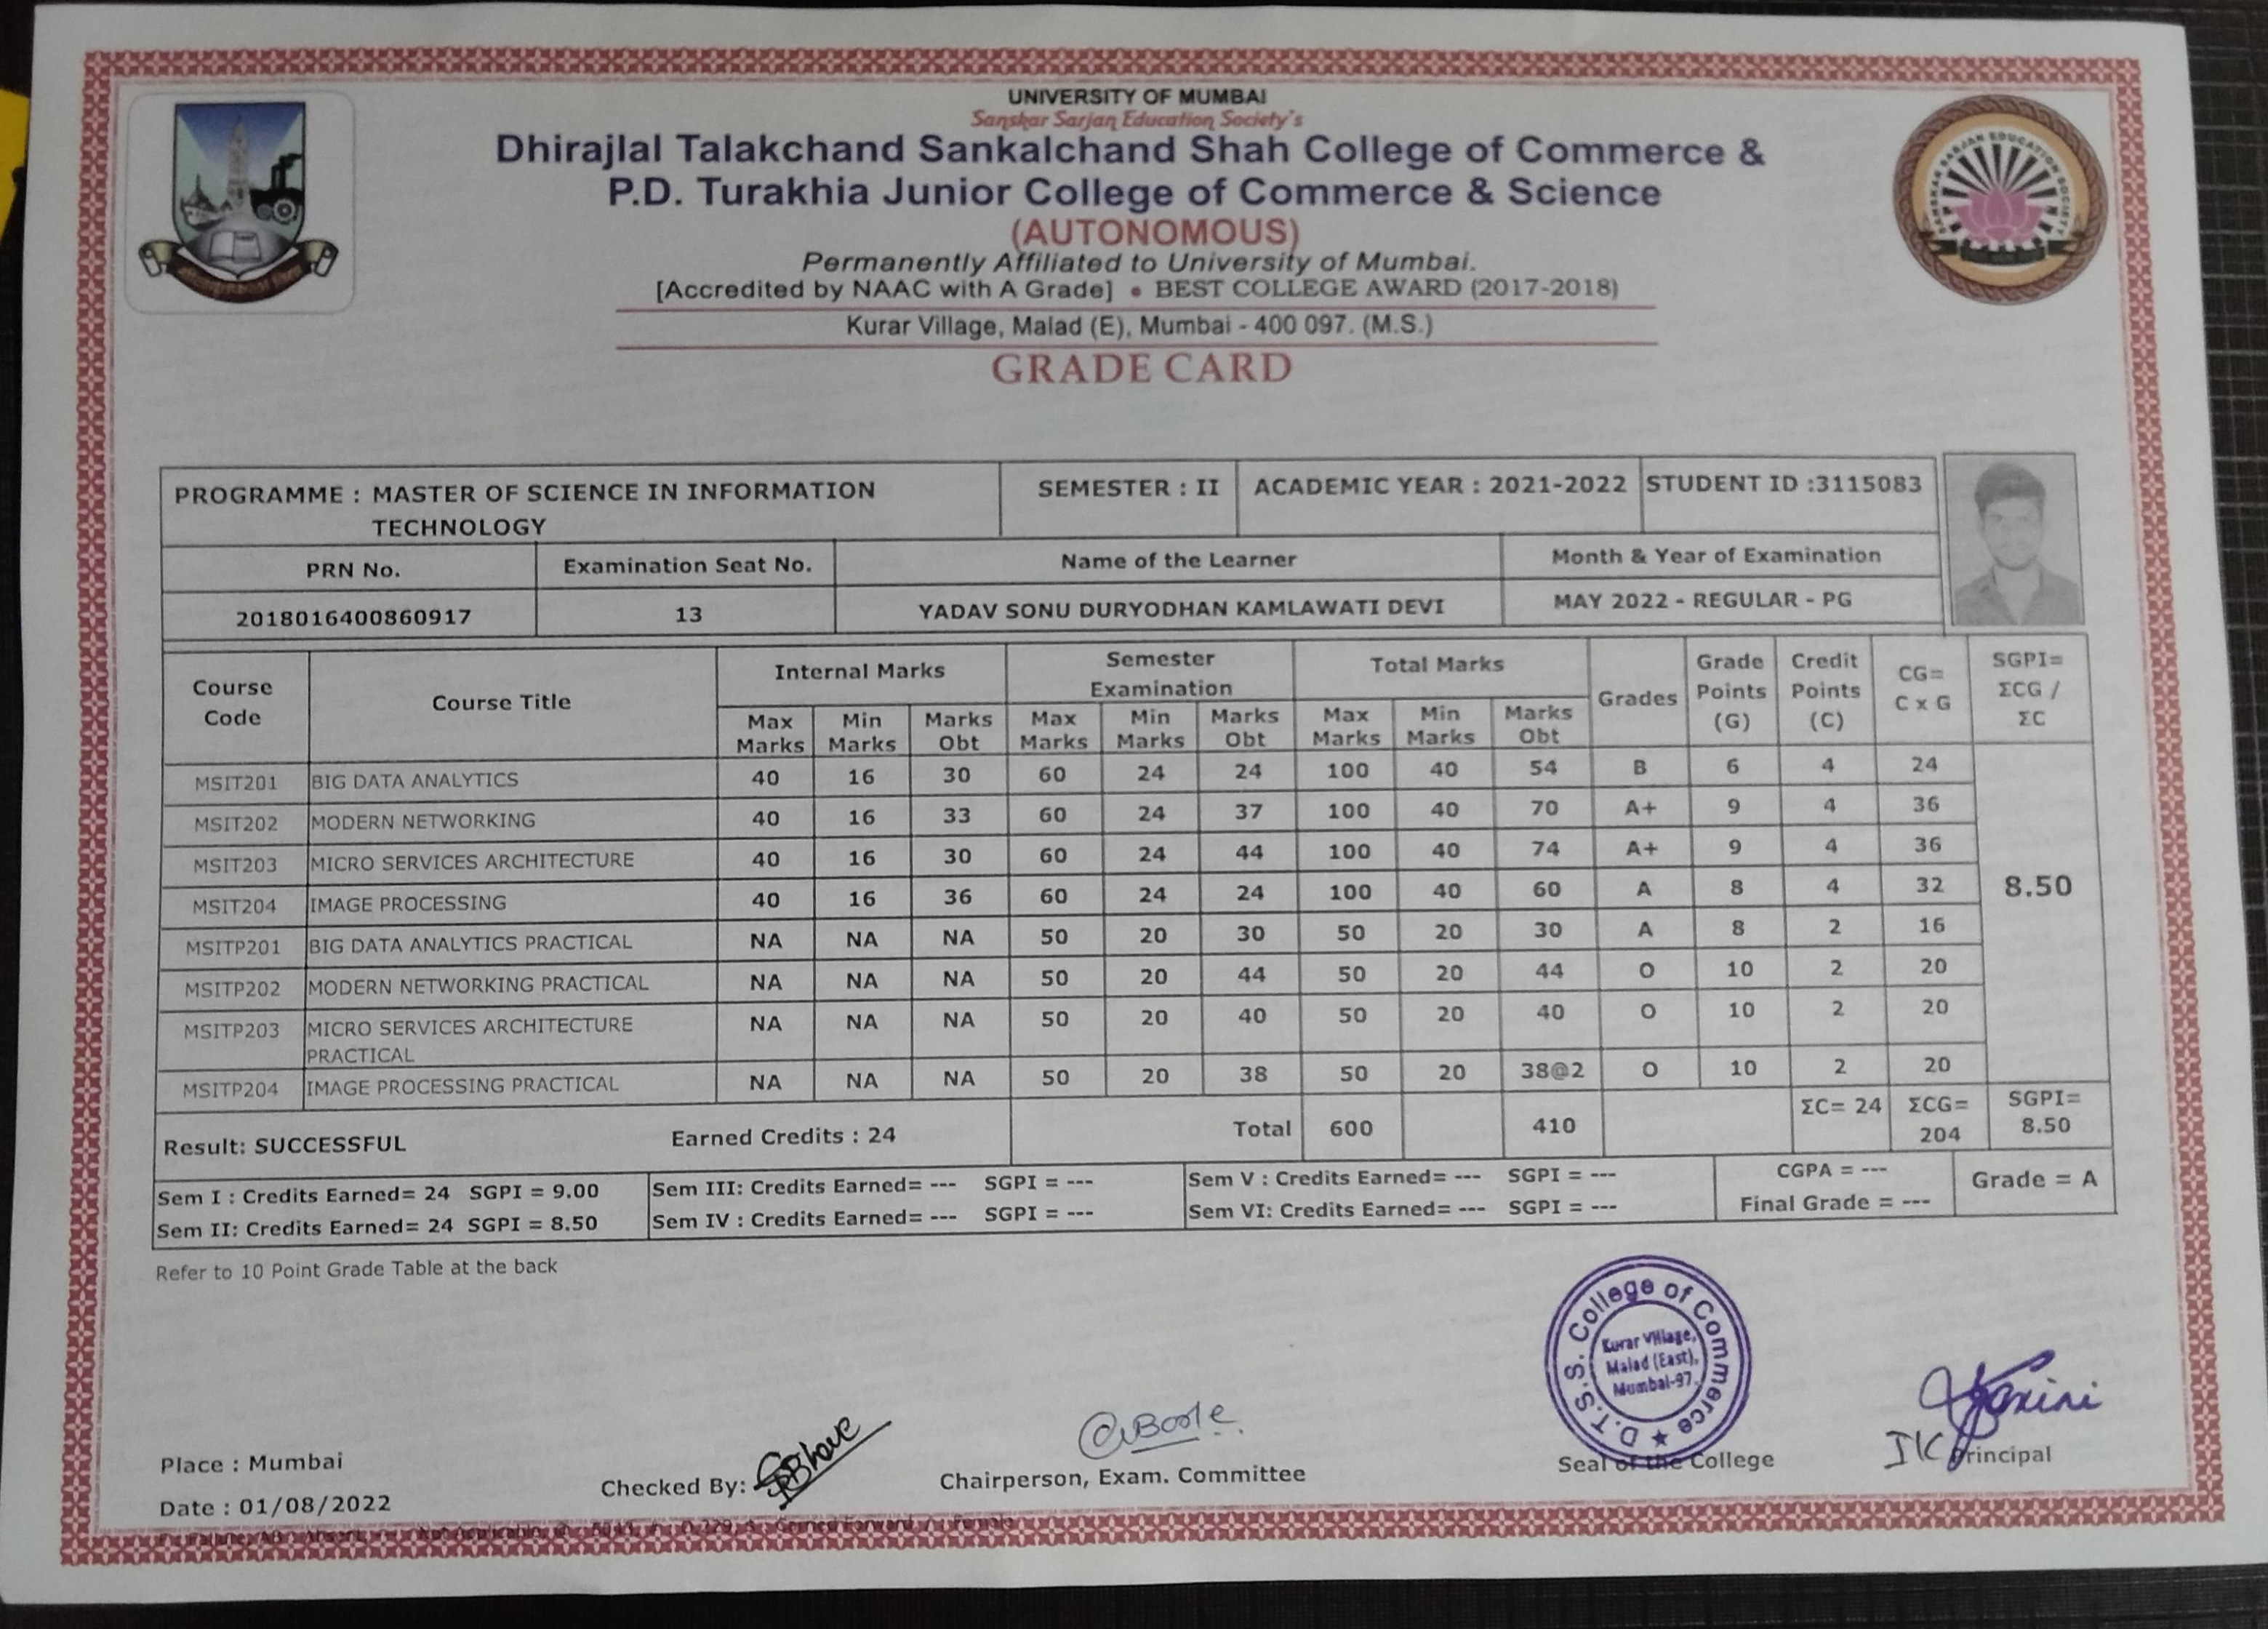 UNIVERSITY OF MUMBAI
Sanskar Sarjan Education Society's
Dhirajlal Talakchand Sankalchand Shah College of Commerce &
P.D. Turakhia Junior College of Commerce & Science
(AUTONOMOUS)
Permanently Affiliated to University of Mumbai.
[Accredited by NAAC with A Grade] • BEST COLLEGE AWARD (2017-2018)
Kurar Village, Malad (E), Mumbai - 400 097. (M.S.)
GRADE CARD
SANSKAR SARJAN EDUCATION SOCIETY
PROGRAMME : MASTER OF SCIENCE IN INFORMATION TECHNOLOGY SEMESTER : II ACADEMIC YEAR : 2021-2022 STUDENT ID :3115083
PRN No. Examination Seat No. Name of the Learner Month & Year of Examination
2018016400860917 13 YADAV SONU DURYODHAN KAMLAWATI DEVI MAY 2022 - REGULAR - PG
Course Code Course Title Internal Marks Semester Examination Total Marks Grades Grade Points (G) Credit Points (C) CG= C x G SGPI= ΣCG / ΣC
Max Marks Min Marks Marks Obt Max Marks Min Marks Marks Obt Max Marks Min Marks Marks Obt
MSIT201 BIG DATA ANALYTICS 40 16 30 60 24 24 100 40 54 B 6 4 24
MSIT202 MODERN NETWORKING 40 16 33 60 24 37 100 40 70 A+ 9 4 36
MSIT203 MICRO SERVICES ARCHITECTURE 40 16 30 60 24 44 100 40 74 A+ 9 4 36
MSIT204 IMAGE PROCESSING 40 16 36 60 24 24 100 40 60 A 8 4 32 8.50
MSITP201 BIG DATA ANALYTICS PRACTICAL NA NA NA 50 20 30 50 20 30 A 8 2 16
MSITP202 MODERN NETWORKING PRACTICAL NA NA NA 50 20 44 50 20 44 O 10 2 20
MSITP203 MICRO SERVICES ARCHITECTURE PRACTICAL NA NA NA 50 20 40 50 20 40 O 10 2 20
MSITP204 IMAGE PROCESSING PRACTICAL NA NA NA 50 20 38 50 20 38@2 O 10 2 20
Result: SUCCESSFUL Earned Credits : 24 Total 600 410 ΣC= 24 ΣCG= 204 SGPI= 8.50
Sem I : Credits Earned= 24 SGPI = 9.00 Sem III: Credits Earned= --- SGPI = --- Sem V : Credits Earned= --- SGPI = --- CGPA = --- Grade = A
Sem II: Credits Earned= 24 SGPI = 8.50 Sem IV : Credits Earned= --- SGPI = --- Sem VI: Credits Earned= --- SGPI = --- Final Grade = ---
Refer to 10 Point Grade Table at the back
D.T.S.S. College of Commerce ★
Kurar Village,
Malad (East),
Mumbai-97.
Place : Mumbai
Date : 01/08/2022
Checked By:
Chairperson, Exam. Committee
Seal of the College
Principal